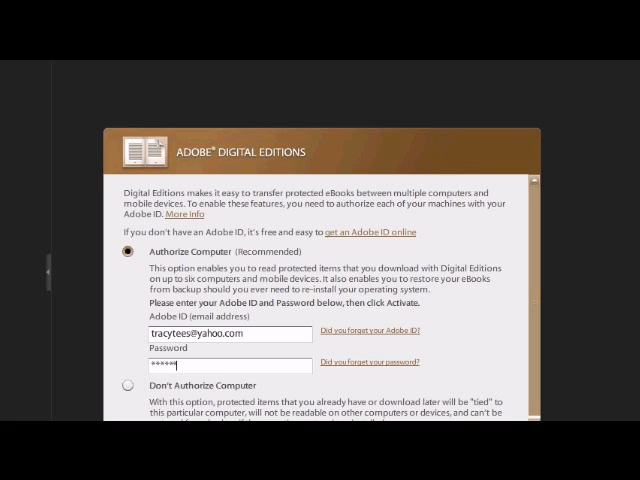 ADOBE® DIGITAL EDITIONS
Digital Editions makes it easy to transfer protected eBooks between multiple computers and
mobile devices. To enable these features, you need to authorize each of your machines with your
Adobe ID. More Info
If you don't have an Adobe ID, it's free and easy to get an Adobe ID online
Authorize Computer (Recommended)
This option enables you to read protected items that you download with Digital Editions
on up to six computers and mobile devices. It also enables you to restore your eBooks
from backup should you ever need to re-install your operating system.
Please enter your Adobe ID and Password below, then click Activate.
Adobe ID (email address)
tracytees@yahoo.com Did you forget your Adobe ID?
Password
****** Did you forget your password?
Don't Authorize Computer
With this option, protected items that you already have or download later will be "tied" to
this particular computer, will not be readable on other computers or devices, and can't be